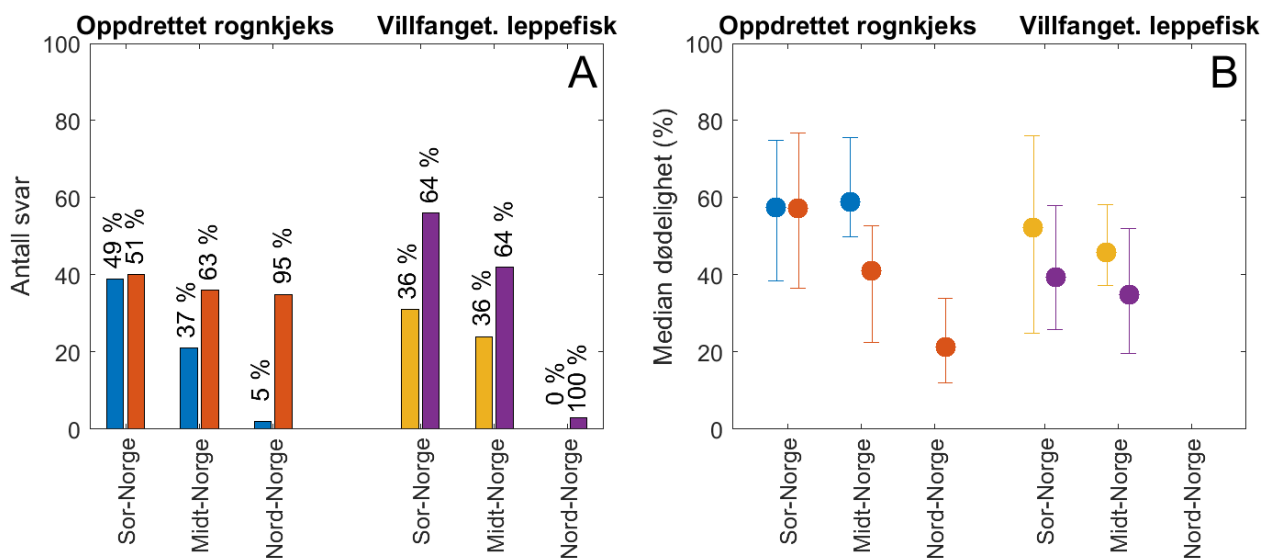 Oppdrettet rognkjeks
Villfanget. leppefisk
A
Antall svar
100
80
60
40
20
0
49 %
51 %
37 %
63 %
5 %
95 %
36 %
64 %
36 %
64 %
0 %
100 %
Sor-Norge
Midt-Norge
Nord-Norge
Sor-Norge
Midt-Norge
Nord-Norge
Oppdrettet rognkjeks
Villfanget. leppefisk
B
Median dødelighet (%)
100
80
60
40
20
0
Sor-Norge
Midt-Norge
Nord-Norge
Sor-Norge
Midt-Norge
Nord-Norge